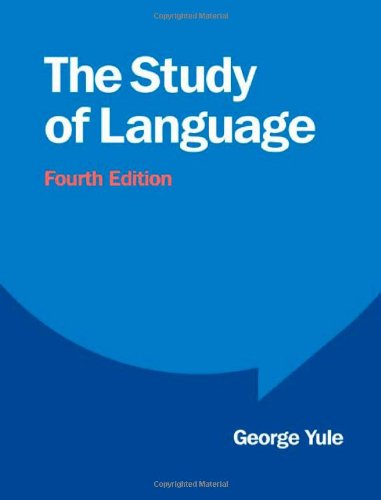 Copyrighted Material
The Study
of Language
Fourth Edition
George Yule
Copyrighted Material